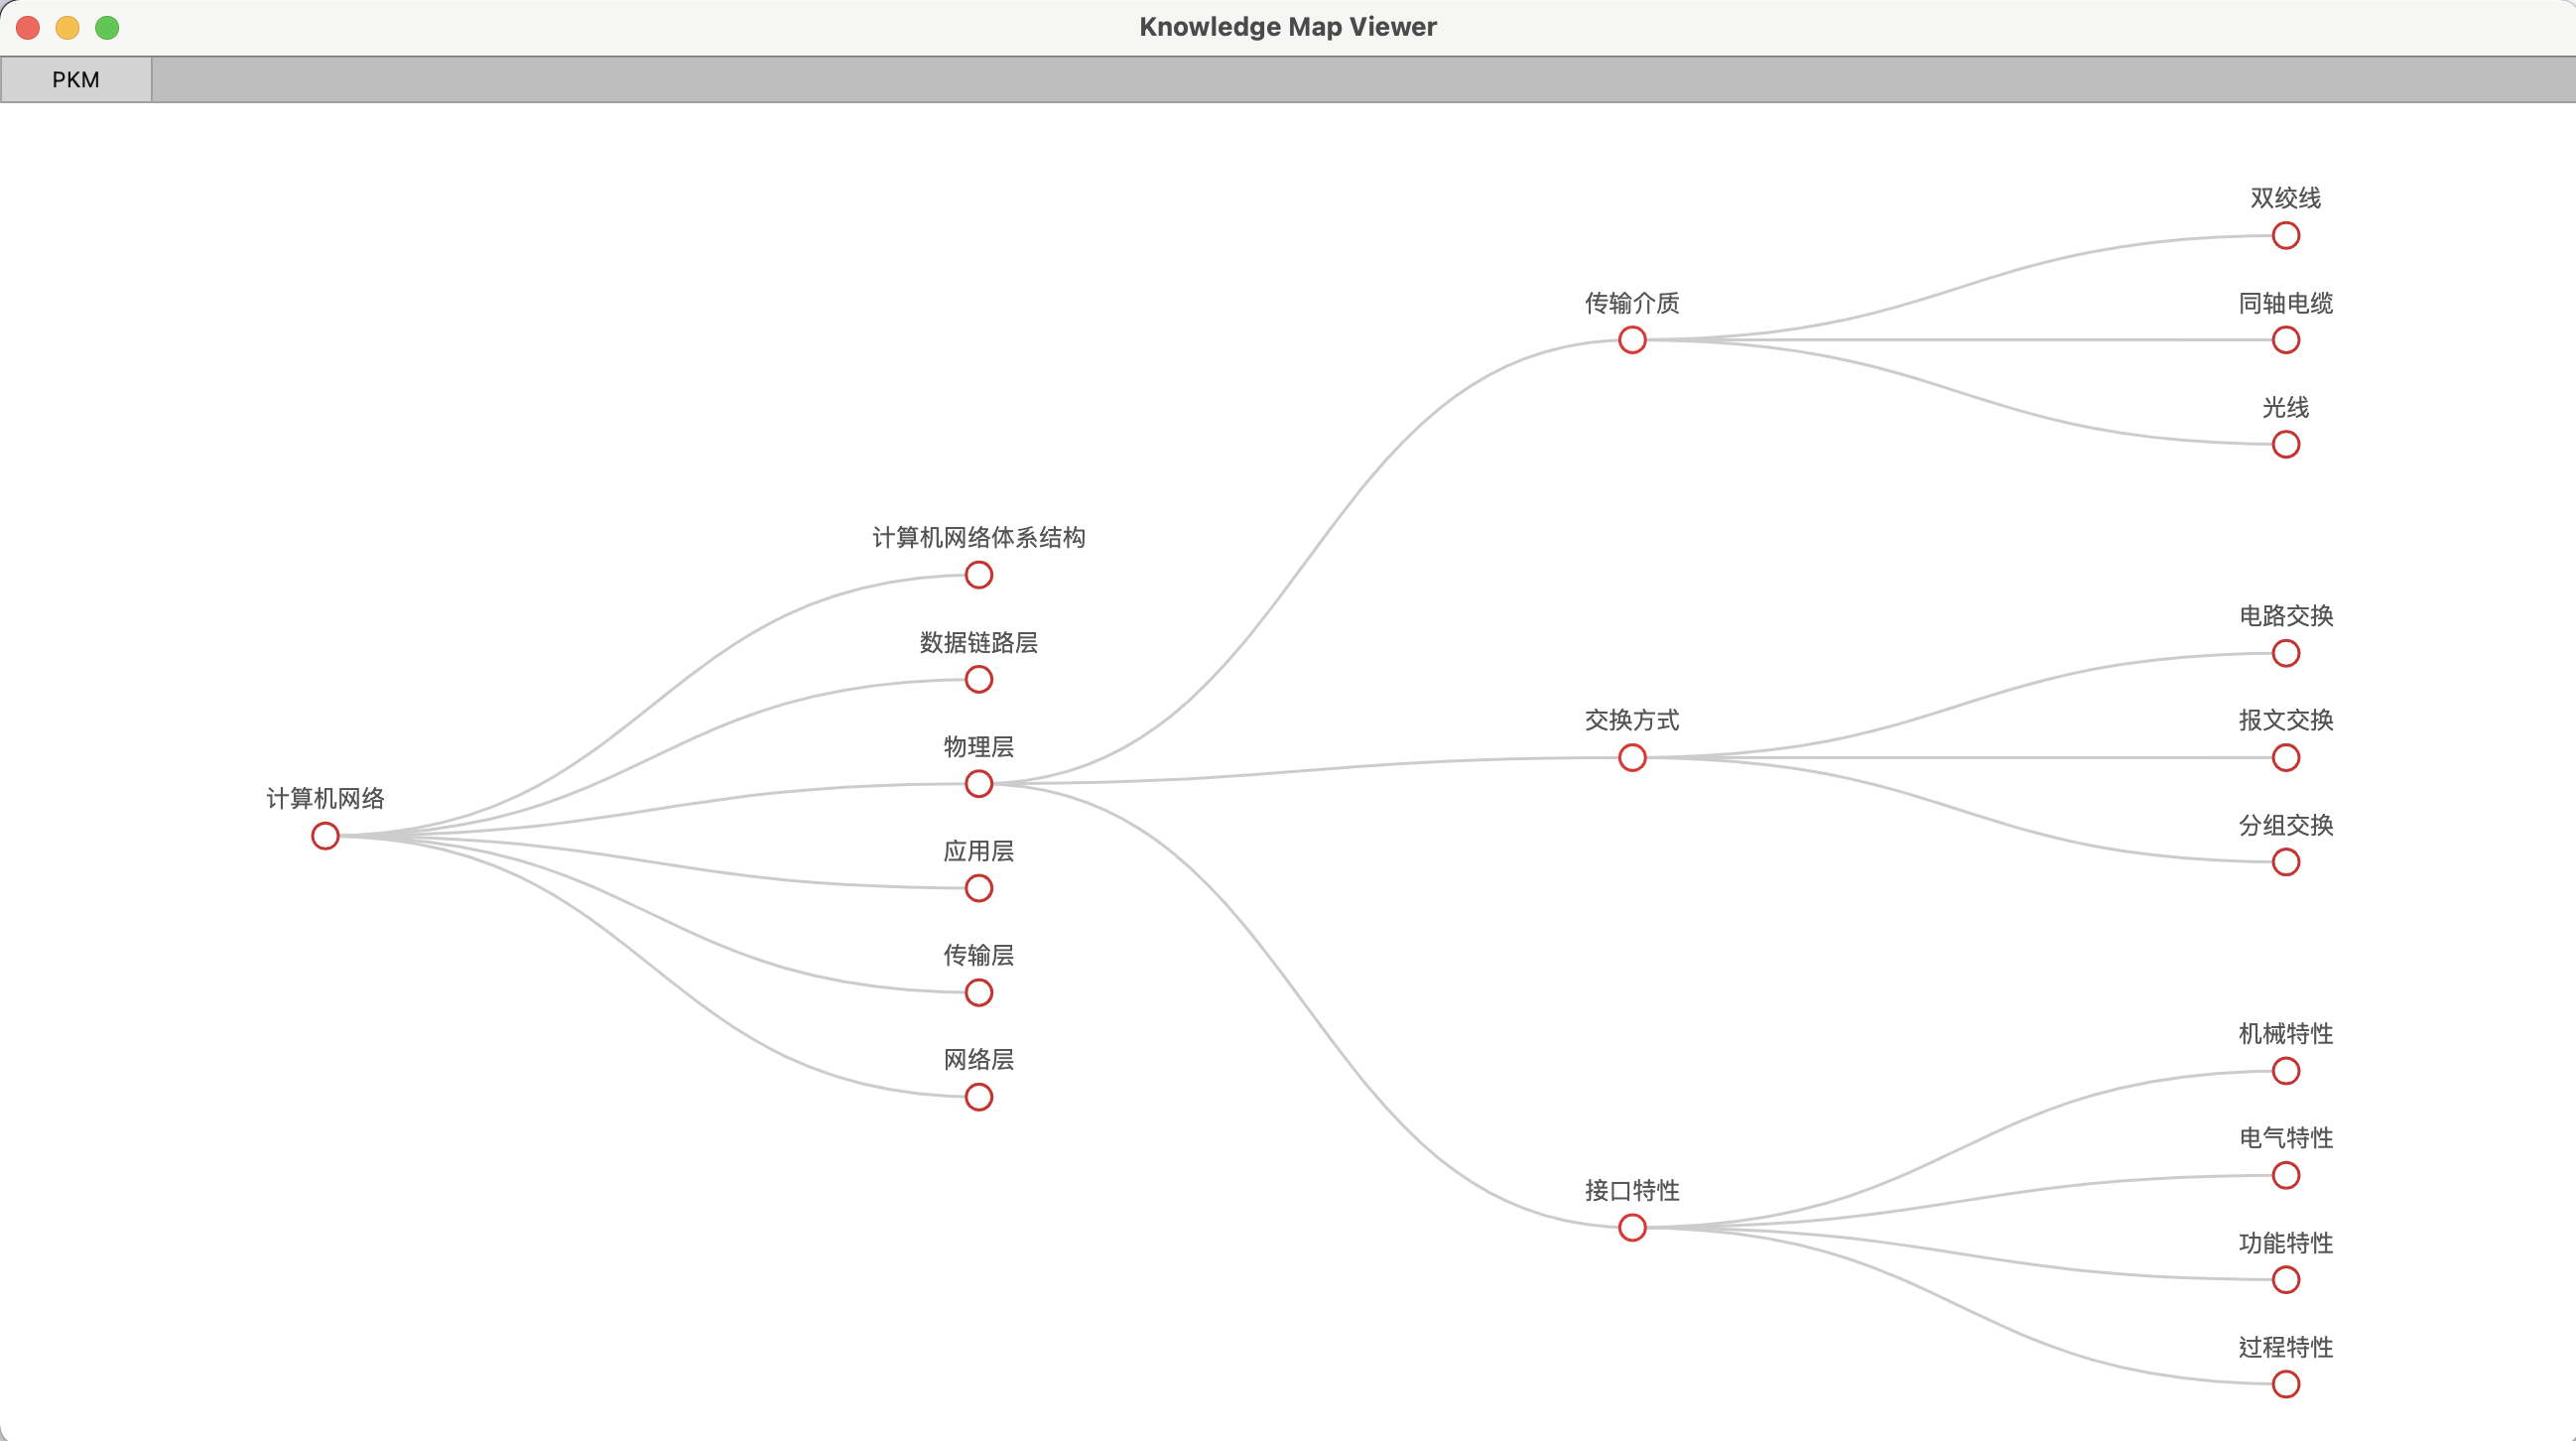 Knowledge Map Viewer
PKM
计算机网络
计算机网络体系结构
数据链路层
物理层
应用层
传输层
网络层
传输介质
交换方式
接口特性
双绞线
同轴电缆
光线
电路交换
报文交换
分组交换
机械特性
电气特性
功能特性
过程特性